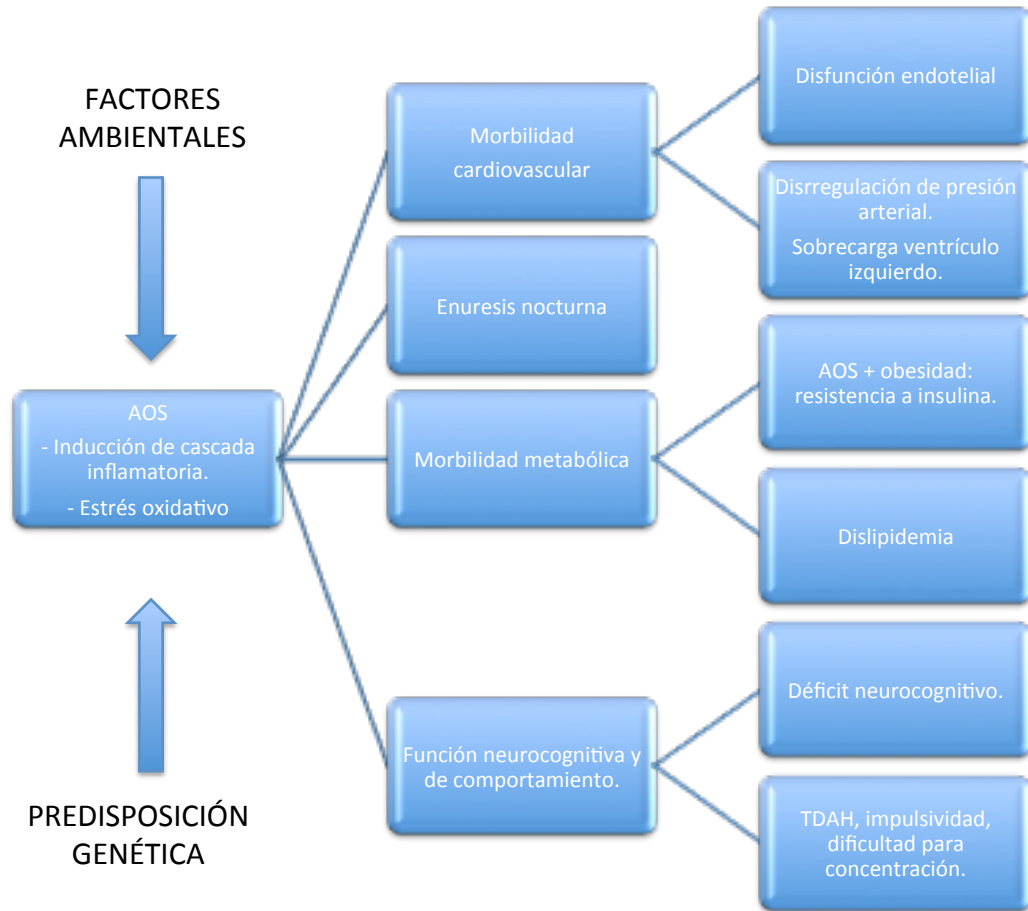 FACTORES
AMBIENTALES
AOS
- Inducción de cascada
inflamatoria.
- Estrés oxidativo
PREDISPOSICIÓN
GENÉTICA
Morbilidad
cardiovascular
Enuresis nocturna
Morbilidad metabólica
Función neurocognitiva y
de comportamiento.
Disfunción endotelial
Disrregulación de presión
arterial.
Sobrecarga ventrículo
izquierdo.
AOS + obesidad:
resistencia a insulina.
Dislipidemia
Déficit neurocognitivo.
TDAH, impulsividad,
dificultad para
concentración.